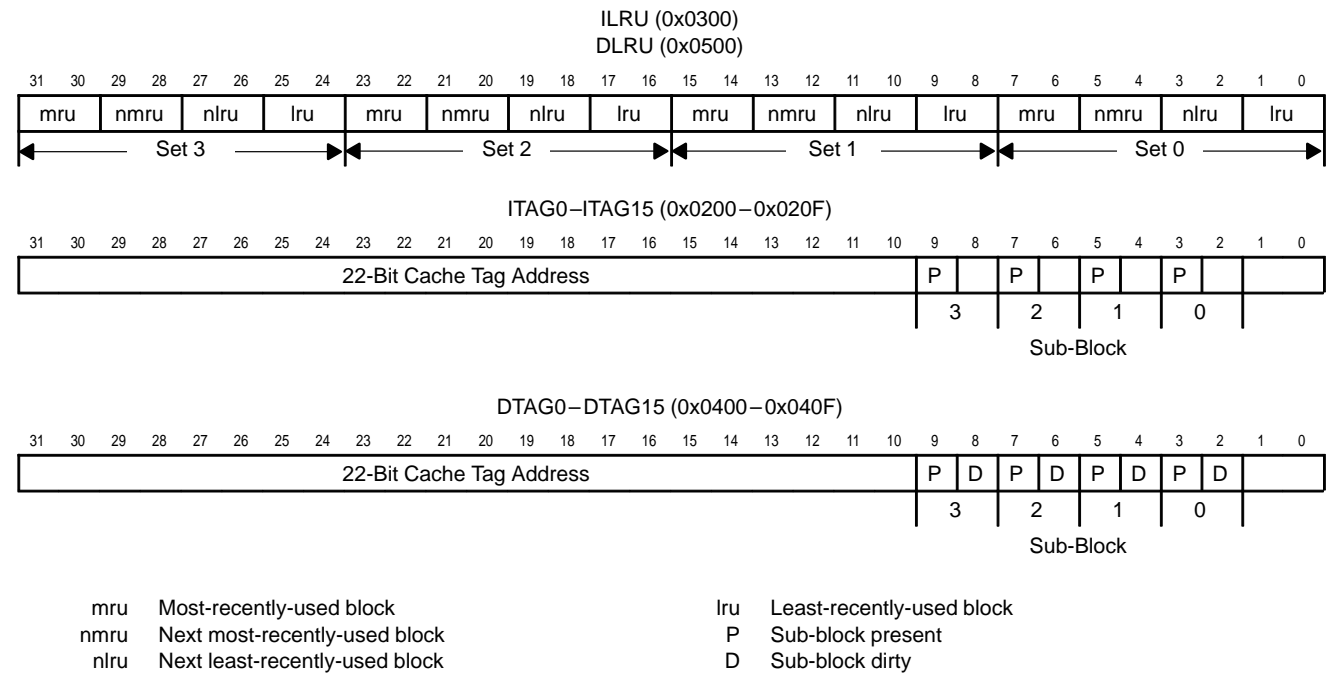 ILRU (0x0300)
DLRU (0x0500)
31 30 29 28 27 26 25 24 23 22 21 20 19 18 17 16 15 14 13 12 11 10 9 8 7 6 5 4 3 2 1 0
mru nmru nlru lru mru nmru nlru lru mru nmru nlru lru mru nmru nlru lru
Set 3 Set 2 Set 1 Set 0
ITAG0–ITAG15 (0x0200–0x020F)
31 30 29 28 27 26 25 24 23 22 21 20 19 18 17 16 15 14 13 12 11 10 9 8 7 6 5 4 3 2 1 0
22-Bit Cache Tag Address P P P P
3 2 1 0
Sub-Block
DTAG0–DTAG15 (0x0400–0x040F)
31 30 29 28 27 26 25 24 23 22 21 20 19 18 17 16 15 14 13 12 11 10 9 8 7 6 5 4 3 2 1 0
22-Bit Cache Tag Address P D P D P D P D
3 2 1 0
Sub-Block
mru Most-recently-used block lru Least-recently-used block
nmru Next most-recently-used block P Sub-block present
nlru Next least-recently-used block D Sub-block dirty